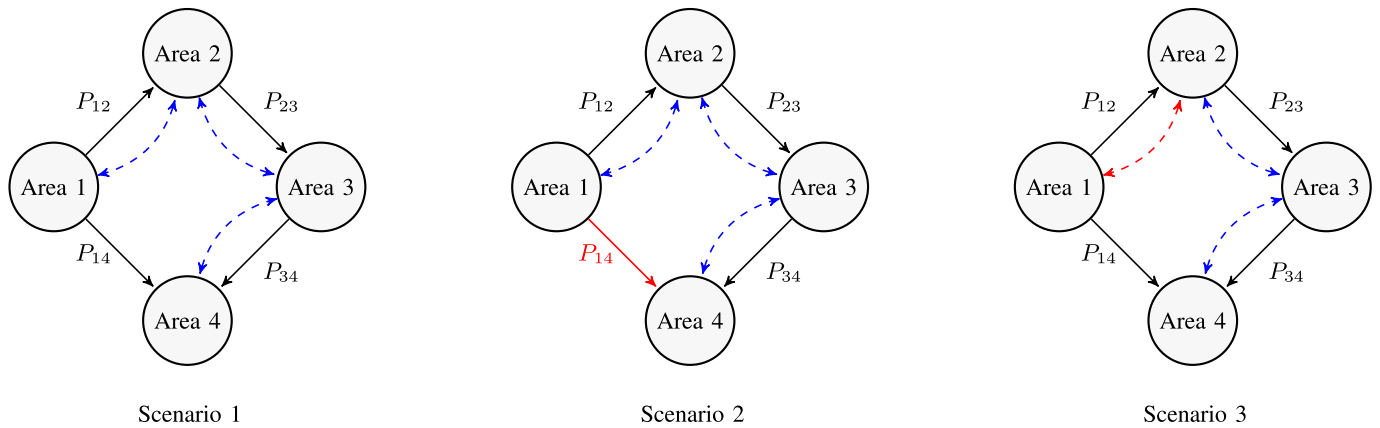 Area 2
P12
P23
Area 1
Area 3
P14
P34
Area 4
Scenario 1
Area 2
P12
P23
Area 1
Area 3
P14
P34
Area 4
Scenario 2
Area 2
P12
P23
Area 1
Area 3
P14
P34
Area 4
Scenario 3